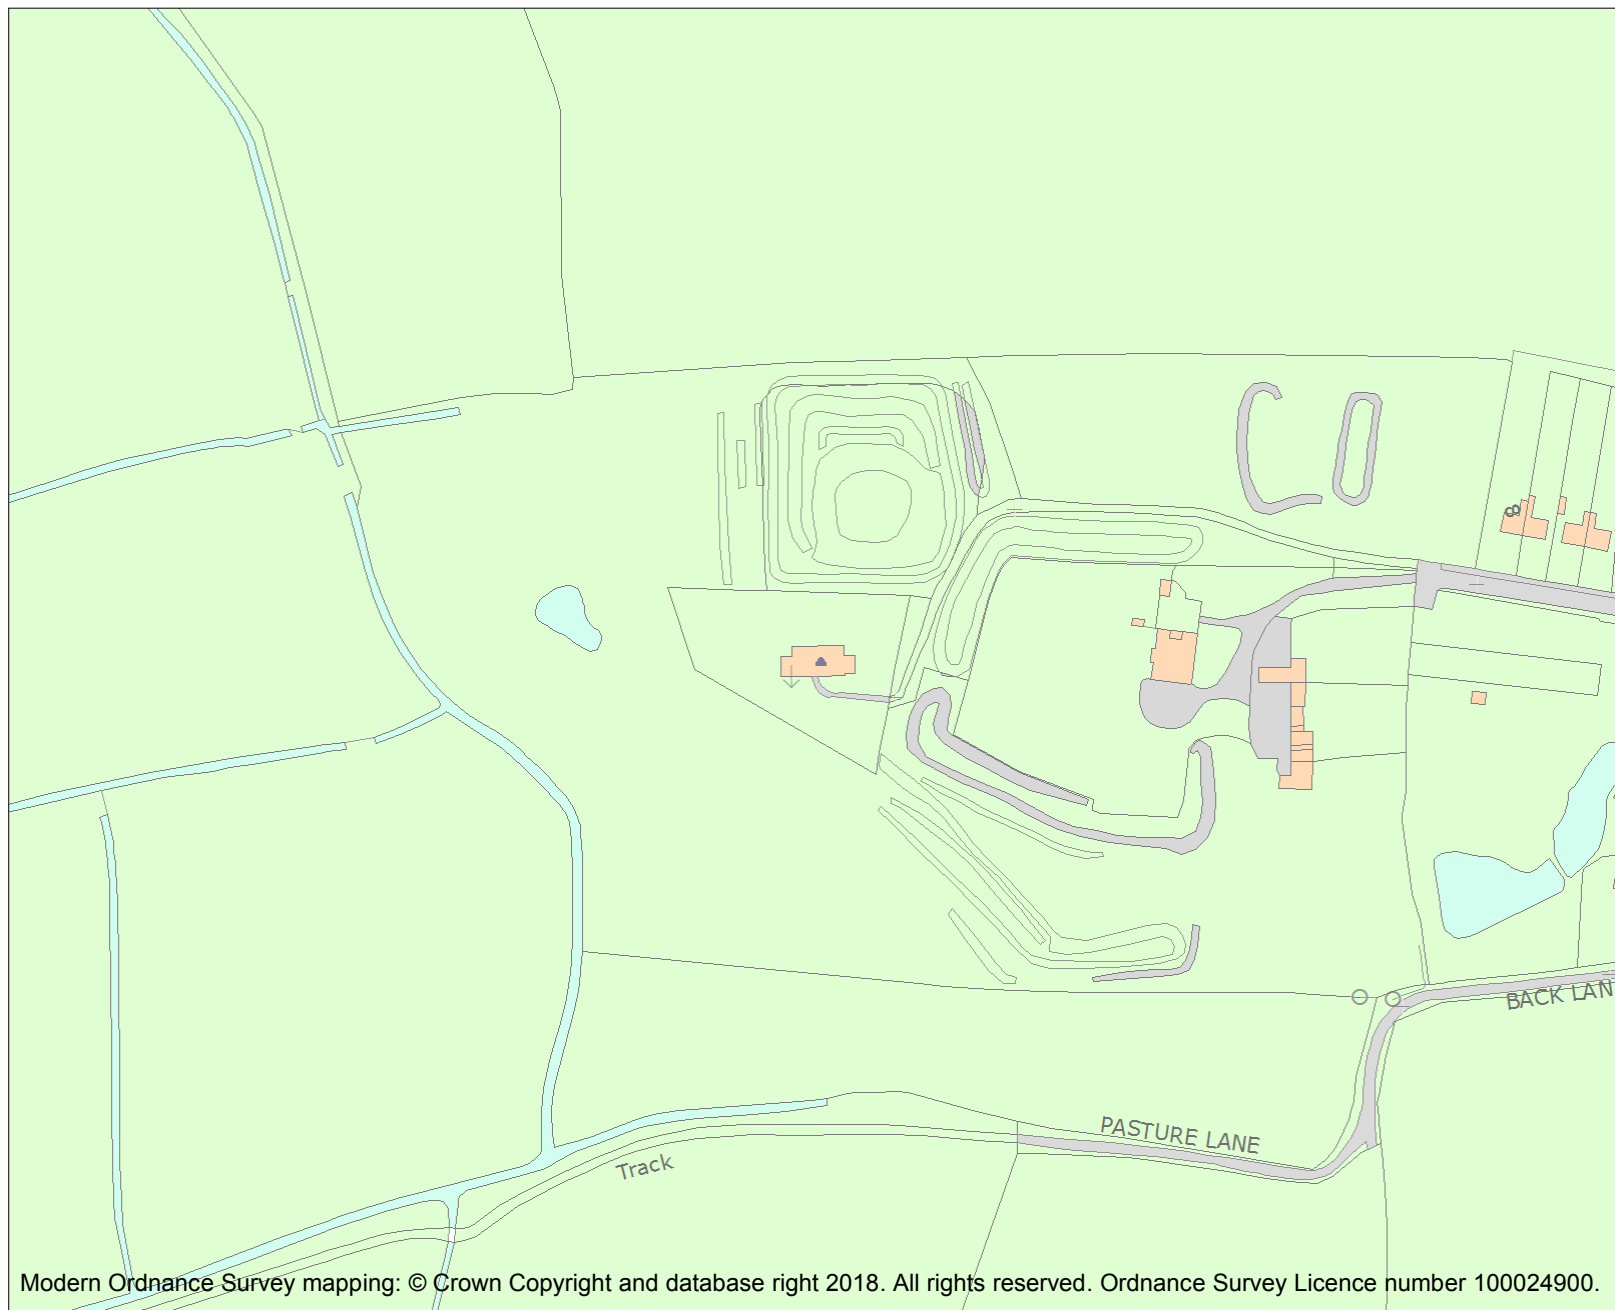 8
BACK LAN
PASTURE LANE
Track
Modern Ordnance Survey mapping: © Crown Copyright and database right 2018. All rights reserved. Ordnance Survey Licence number 100024900.